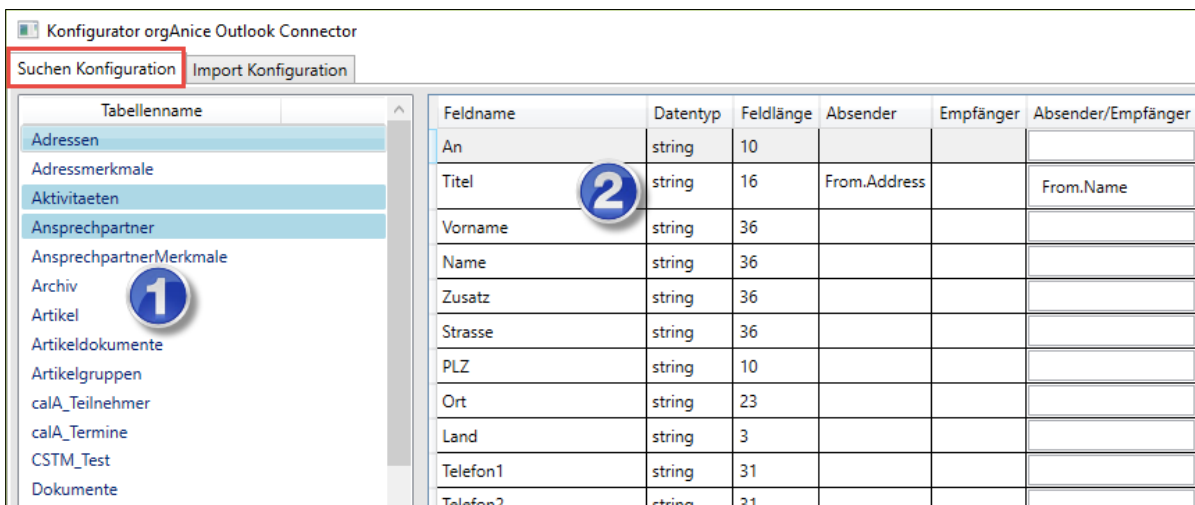 Konfigurator orgAnice Outlook Connector
Suchen Konfiguration Import Konfiguration
Tabellenname
Adressen
Adressmerkmale
Aktivitaeten
Ansprechpartner
AnsprechpartnerMerkmale
Archiv
Artikel
Artikeldokumente
Artikelgruppen
calA_Teilnehmer
calA_Termine
CSTM_Test
Dokumente
1
Feldname Datentyp Feldlänge Absender Empfänger Absender/Empfänger
An string 10
Titel string 16 From.Address From.Name
2
Vorname string 36
Name string 36
Zusatz string 36
Strasse string 36
PLZ string 10
Ort string 23
Land string 3
Telefon1 string 31
Telefon2 string 31